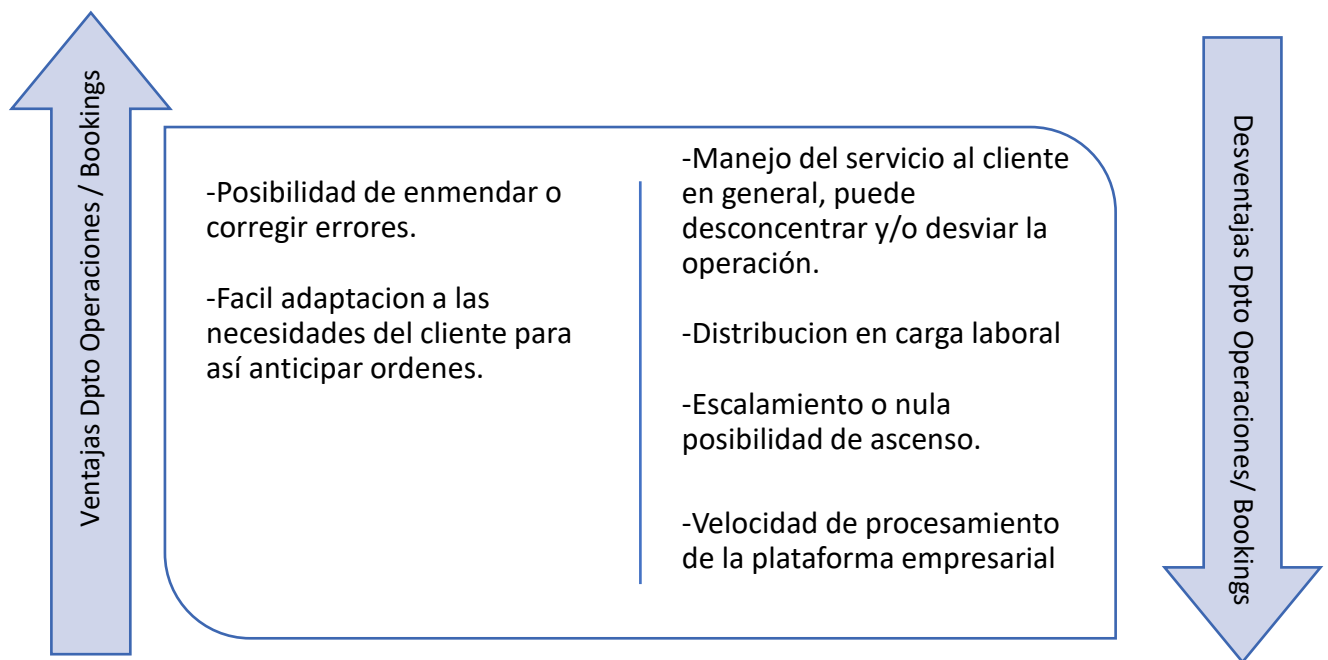 Ventajas Dpto Operaciones / Bookings
-Posibilidad de enmendar o
corregir errores.
-Facil adaptacion a las
necesidades del cliente para
así anticipar ordenes.
-Manejo del servicio al cliente
en general, puede
desconcentrar y/o desviar la
operación.
-Distribucion en carga laboral
-Escalamiento o nula
posibilidad de ascenso.
-Velocidad de procesamiento
de la plataforma empresarial
Desventajas Dpto Operaciones/ Bookings